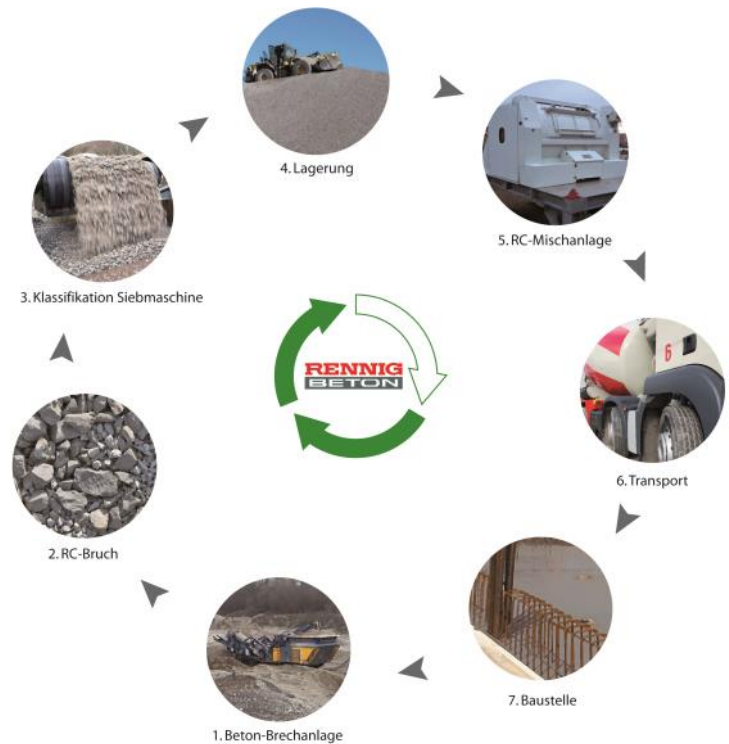 4. Lagerung
5. RC-Mischanlage
3. Klassifikation Siebmaschine
RENNIG
BETON
6
6. Transport
2. RC-Bruch
7. Baustelle
1. Beton-Brechanlage